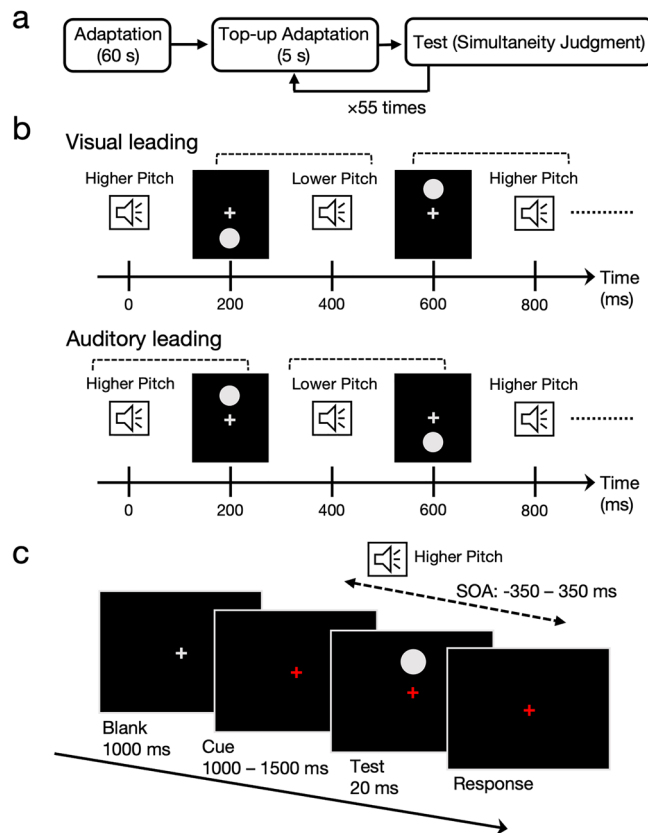 a
Adaptation
(60 s)
Top-up Adaptation
(5 s)
Test (Simultaneity Judgment)
×55 times
b
Visual leading
Higher Pitch
Lower Pitch
Higher Pitch
Time
(ms)
0
200
400
600
800
Auditory leading
Higher Pitch
Lower Pitch
Higher Pitch
Time
(ms)
0
200
400
600
800
c
Higher Pitch
SOA: -350 – 350 ms
Blank
1000 ms
Cue
1000 – 1500 ms
Test
20 ms
Response